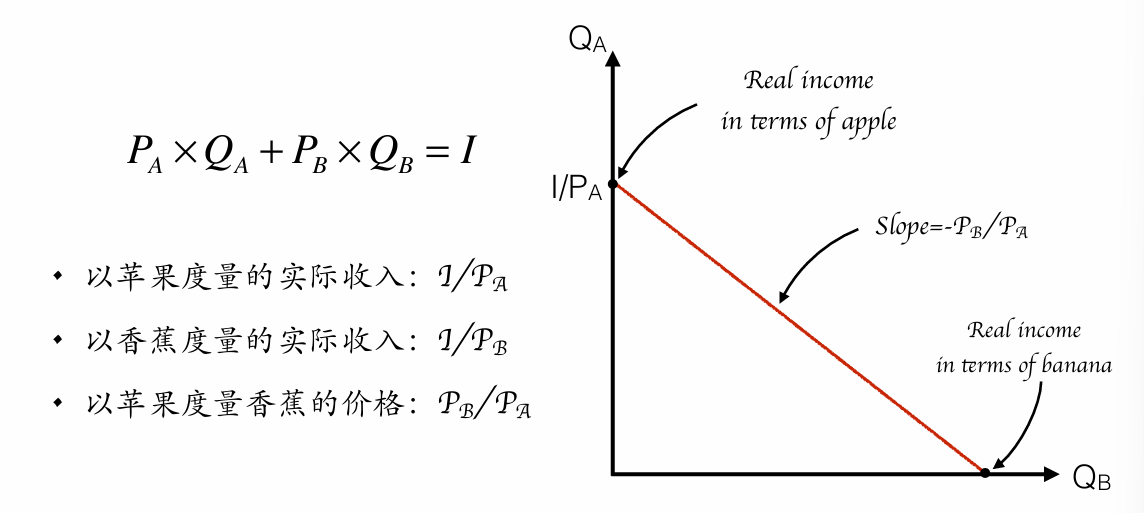 P_A × Q_A + P_B × Q_B = I
以苹果度量的实际收入：I/P_A
以香蕉度量的实际收入：I/P_B
以苹果度量香蕉的价格：P_B/P_A
Q_A
Real income
in terms of apple
I/P_A
Slope=-P_B/P_A
Real income
in terms of banana
Q_B